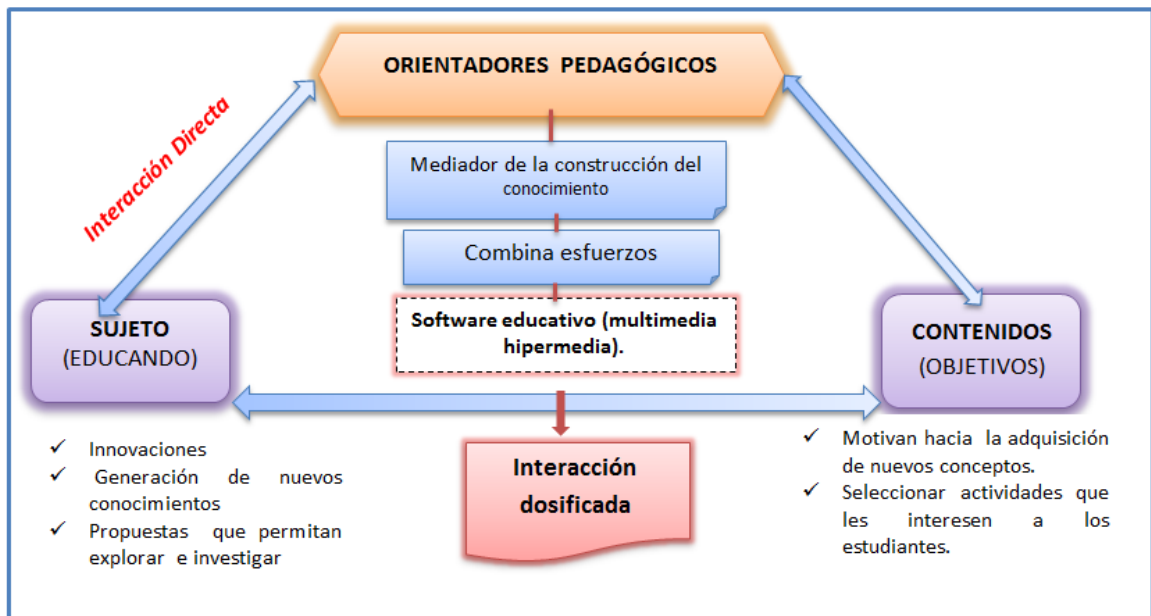 ORIENTADORES PEDAGÓGICOS
Interacción Directa
Mediador de la construcción del
conocimiento
Combina esfuerzos
Software educativo (multimedia
hipermedia).
SUJETO
(EDUCANDO)
CONTENIDOS
(OBJETIVOS)
✓ Innovaciones
✓ Generación de nuevos
conocimientos
✓ Propuestas que permitan
explorar e investigar
Interacción
dosificada
✓ Motivan hacia la adquisición
de nuevos conceptos.
✓ Seleccionar actividades que
les interesen a los
estudiantes.